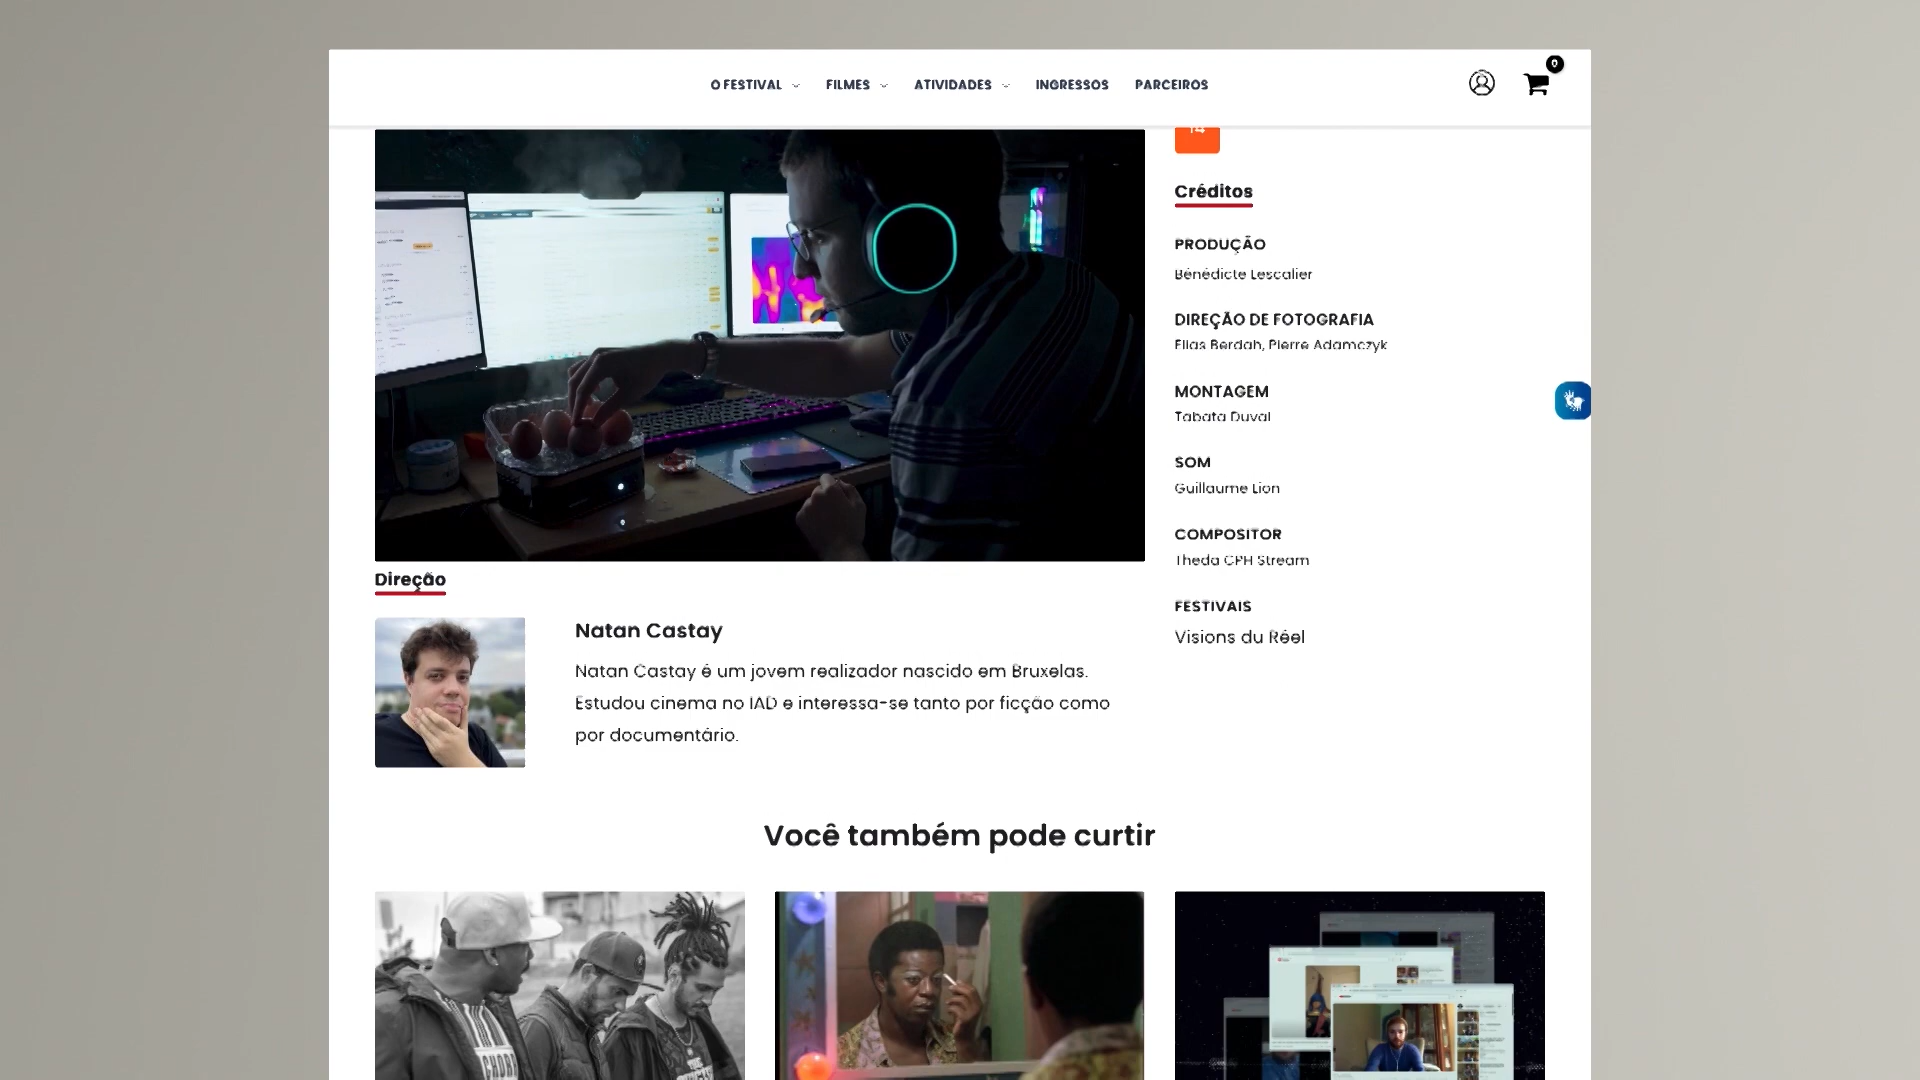 O FESTIVAL
FILMES
ATIVIDADES
INGRESSOS
PARCEIROS
0
14
Créditos
PRODUÇÃO
Bénédicte Lescalier
DIREÇÃO DE FOTOGRAFIA
Elias Berdah, Pierre Adamczyk
MONTAGEM
Tabata Duval
SOM
Guillaume Lion
COMPOSITOR
Theda CPH Stream
FESTIVAIS
Visions du Réel
Direção
Natan Castay
Natan Castay é um jovem realizador nascido em Bruxelas.
Estudou cinema no IAD e interessa-se tanto por ficção como
por documentário.
Você também pode curtir